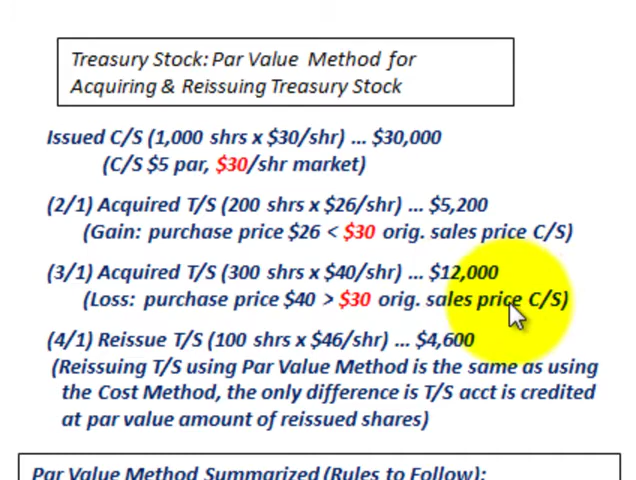 Treasury Stock: Par Value Method for
Acquiring & Reissuing Treasury Stock
Issued C/S (1,000 shrs x $30/shr) ... $30,000
(C/S $5 par, $30/shr market)
(2/1) Acquired T/S (200 shrs x $26/shr) ... $5,200
(Gain: purchase price $26 < $30 orig. sales price C/S)
(3/1) Acquired T/S (300 shrs x $40/shr) ... $12,000
(Loss: purchase price $40 > $30 orig. sales price C/S)
(4/1) Reissue T/S (100 shrs x $46/shr) ... $4,600
(Reissuing T/S using Par Value Method is the same as using
the Cost Method, the only difference is T/S acct is credited
at par value amount of reissued shares)
Par Value Method Summarized (Rules to Follow):